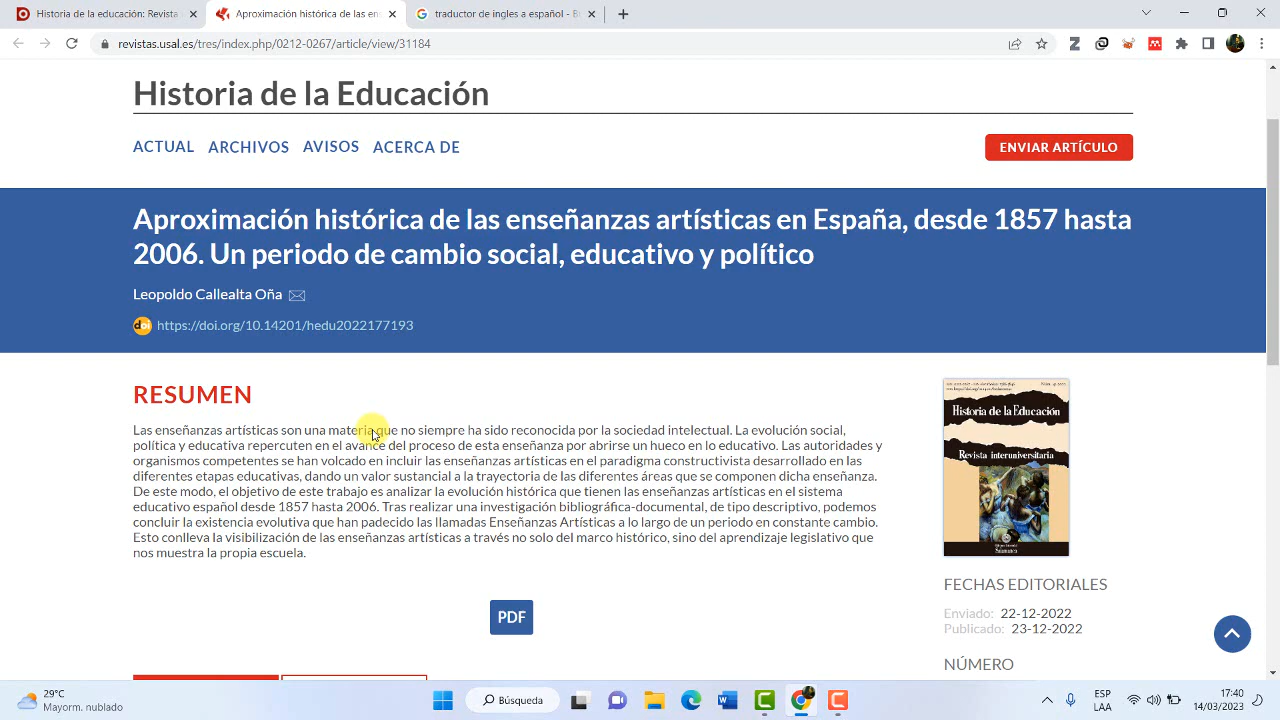 Historia de la educación: Revista
Aproximación histórica de las en
traductor de ingles a español - B
revistas.usal.es/tres/index.php/0212-0267/article/view/31184
Historia de la Educación
ACTUAL ARCHIVOS AVISOS ACERCA DE
ENVIAR ARTÍCULO
Aproximación histórica de las enseñanzas artísticas en España, desde 1857 hasta
2006. Un periodo de cambio social, educativo y político
Leopoldo Callealta Oña
doi https://doi.org/10.14201/hedu2022177193
RESUMEN
Las enseñanzas artísticas son una materia que no siempre ha sido reconocida por la sociedad intelectual. La evolución social,
política y educativa repercuten en el avance del proceso de esta enseñanza por abrirse un hueco en lo educativo. Las autoridades y
organismos competentes se han volcado en incluir las enseñanzas artísticas en el paradigma constructivista desarrollado en las
diferentes etapas educativas, dando un valor sustancial a la trayectoria de las diferentes áreas que se componen dicha enseñanza.
De este modo, el objetivo de este trabajo es analizar la evolución histórica que tienen las enseñanzas artísticas en el sistema
educativo español desde 1857 hasta 2006. Tras realizar una investigación bibliográfica-documental, de tipo descriptivo, podemos
concluir la existencia evolutiva que han padecido las llamadas Enseñanzas Artísticas a lo largo de un periodo en constante cambio.
Esto conlleva la visibilización de las enseñanzas artísticas a través no solo del marco histórico, sino del aprendizaje legislativo que
nos muestra la propia escuela.
PDF
Historia de la Educación
Revista interuniversitaria
Salamanca
FECHAS EDITORIALES
Enviado: 22-12-2022
Publicado: 23-12-2022
NÚMERO
29°C
Mayorm. nublado
Búsqueda
ESP
LAA
17:40
14/03/2023